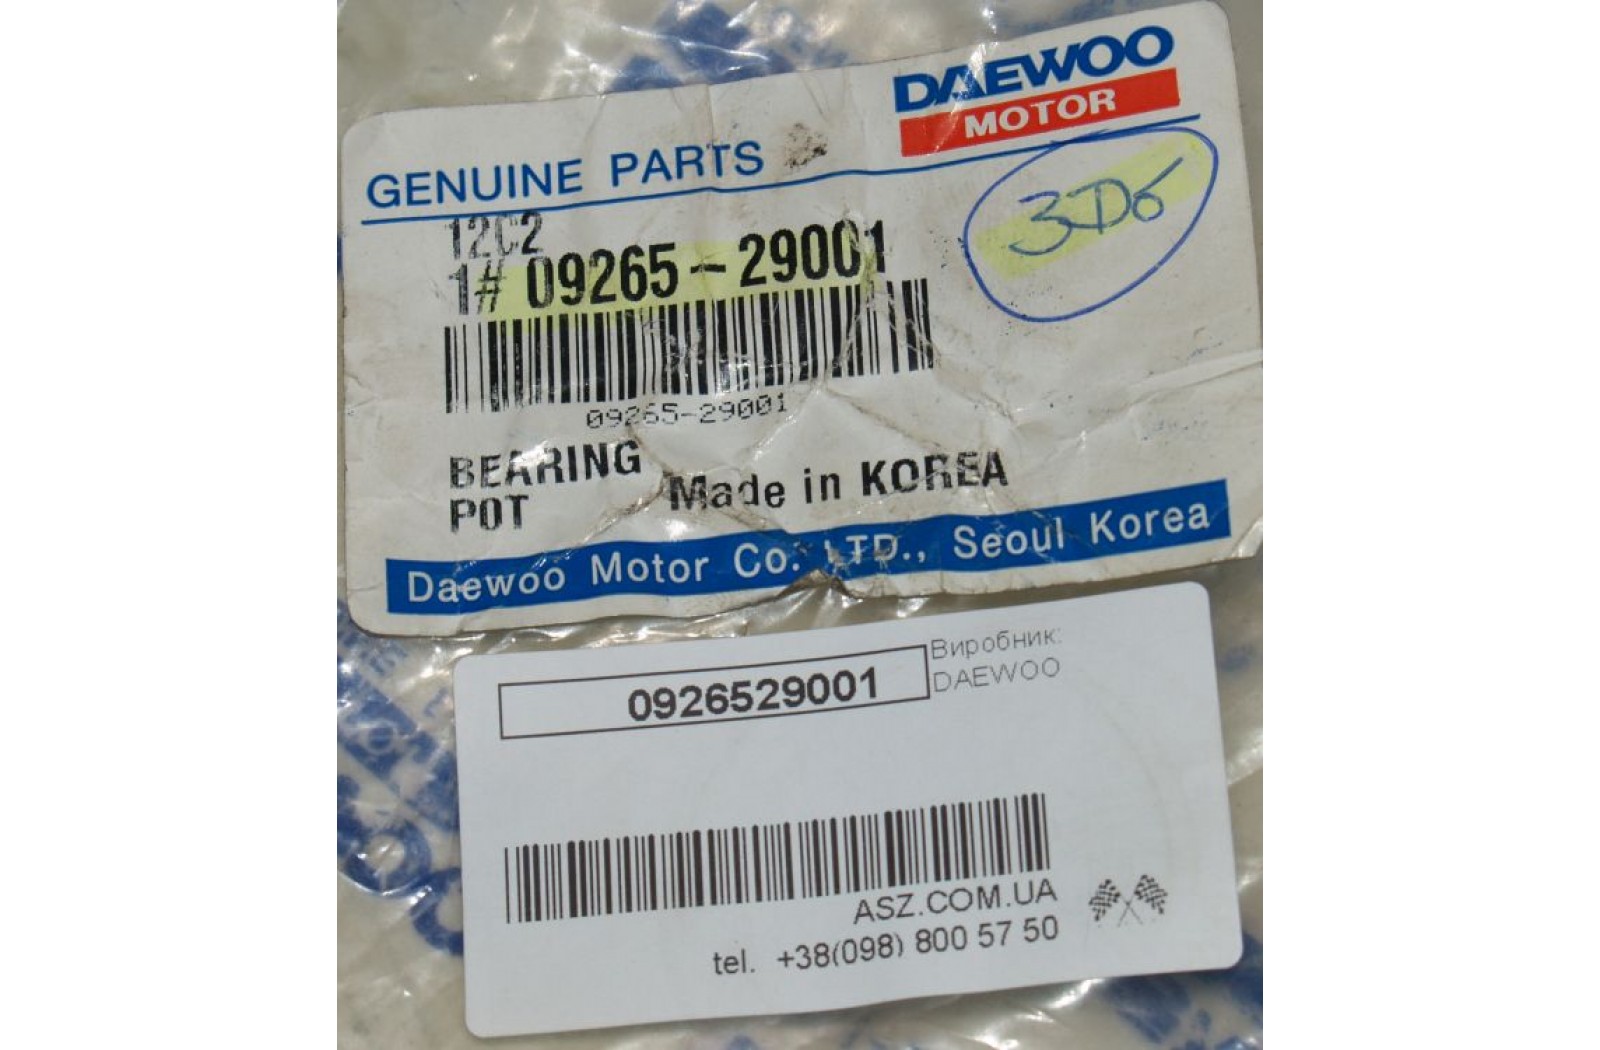 DAEWOO
MOTOR
GENUINE PARTS
3D6
12C2
1# 09265-29001
09265-29001
BEARING
POT
Made in KOREA
Daewoo Motor Co. LTD., Seoul Korea
0926529001
Виробник:
DAEWOO
ASZ.COM.UA
tel. +38(098) 800 57 50